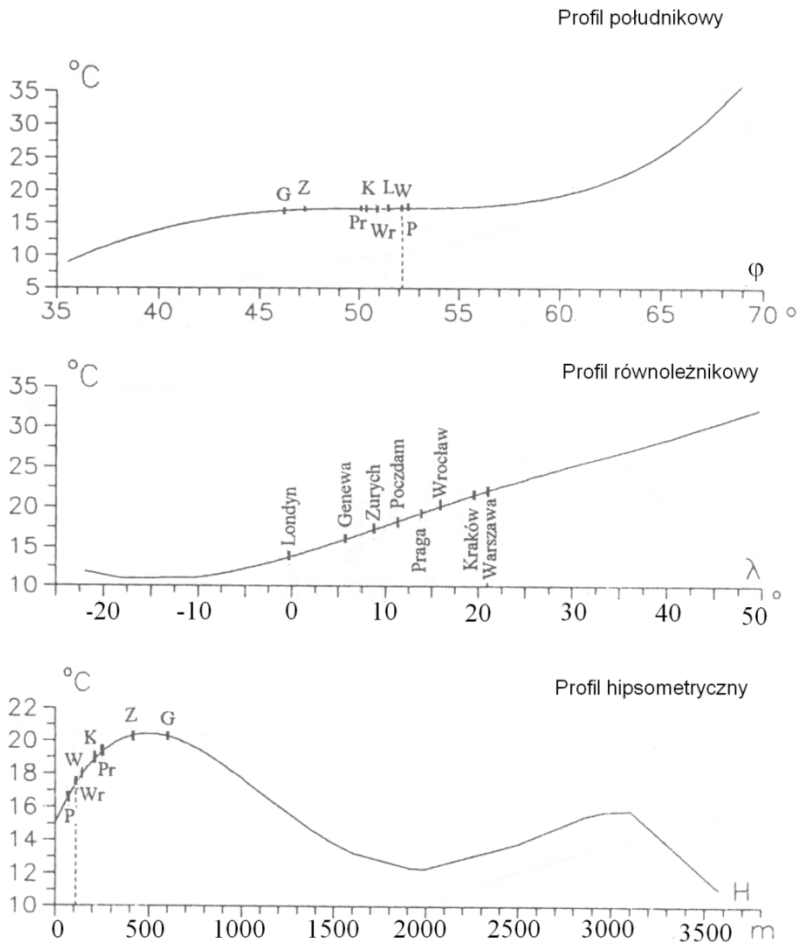 Profil południkowy
°C
35
30
25
20
15
10
5
G Z K L W
Pr Wr P
φ
35 40 45 50 55 60 65 70 °
Profil równoleżnikowy
°C
35
30
25
20
15
10
Londyn
Genewa
Zurych
Poczdam
Praga
Wrocław
Kraków
Warszawa
λ
-20 -10 0 10 20 30 40 50 °
Profil hipsometryczny
°C
22
20
18
16
14
12
10
Z G
K
W Pr
Wr
P
H
0 500 1000 1500 2000 2500 3000 3500 m